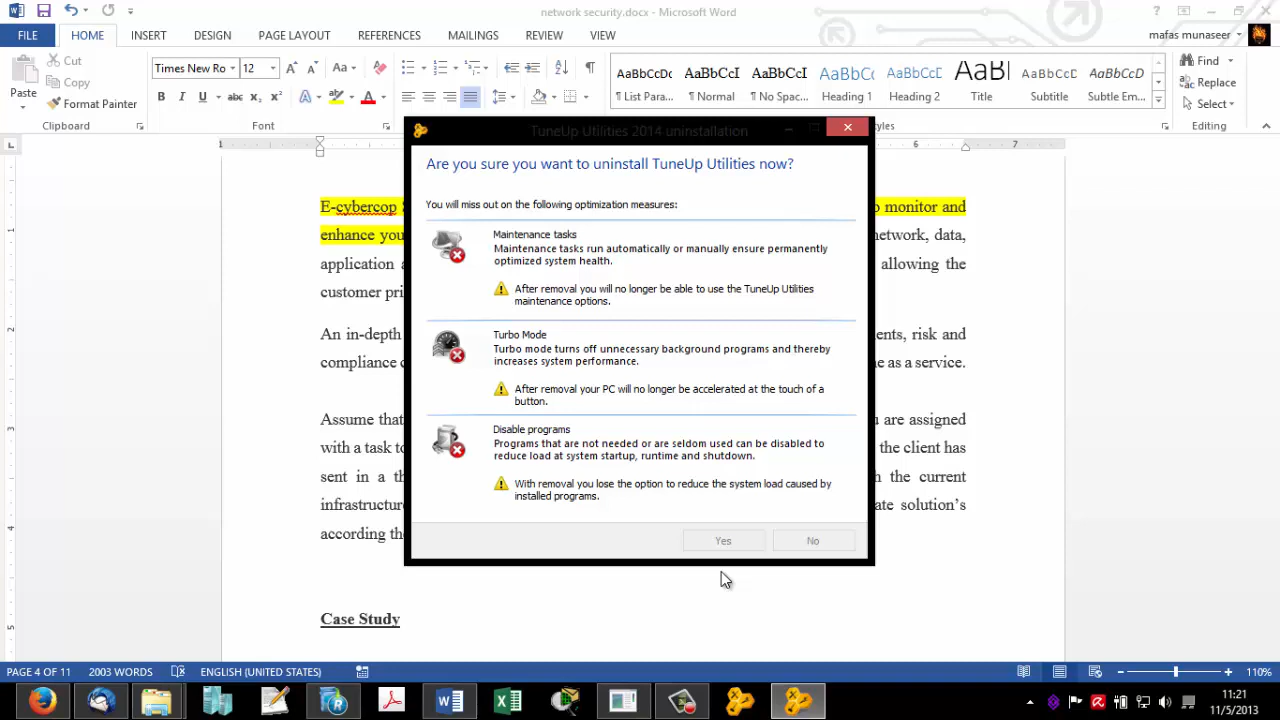 network security.docx - Microsoft Word
FILE HOME INSERT DESIGN PAGE LAYOUT REFERENCES MAILINGS REVIEW VIEW mafas munaseer
Cut
Copy
Format Painter
Paste
Clipboard
Times New Ro 12
Font
AaBbCcDc AaBbCcI AaBbCcI AaBbC AaBbCcI AaB AaBbCcD AaBbCcD
¶ List Para... ¶ Normal ¶ No Spac... Heading 1 Heading 2 Title Subtitle Subtle Em...
Find
Replace
Select
Editing
TuneUp Utilities 2014 uninstallation
Are you sure you want to uninstall TuneUp Utilities now?
You will miss out on the following optimization measures:
Maintenance tasks
Maintenance tasks run automatically or manually ensure permanently
optimized system health.
After removal you will no longer be able to use the TuneUp Utilities
maintenance options.
Turbo Mode
Turbo mode turns off unnecessary background programs and thereby
increases system performance.
After removal your PC will no longer be accelerated at the touch of a
button.
Disable programs
Programs that are not needed or are seldom used can be disabled to
reduce load at system startup, runtime and shutdown.
With removal you lose the option to reduce the system load caused by
installed programs.
Yes No
E-cybercop monitor and
enhance you network, data,
application allowing the
customer
An in-depth risk and
compliance as a service.
Assume that are assigned
with a task the client has
sent in a the current
infrastructure solution's
according
Case Study
PAGE 4 OF 11 2003 WORDS ENGLISH (UNITED STATES) 110%
11:21
11/5/2013